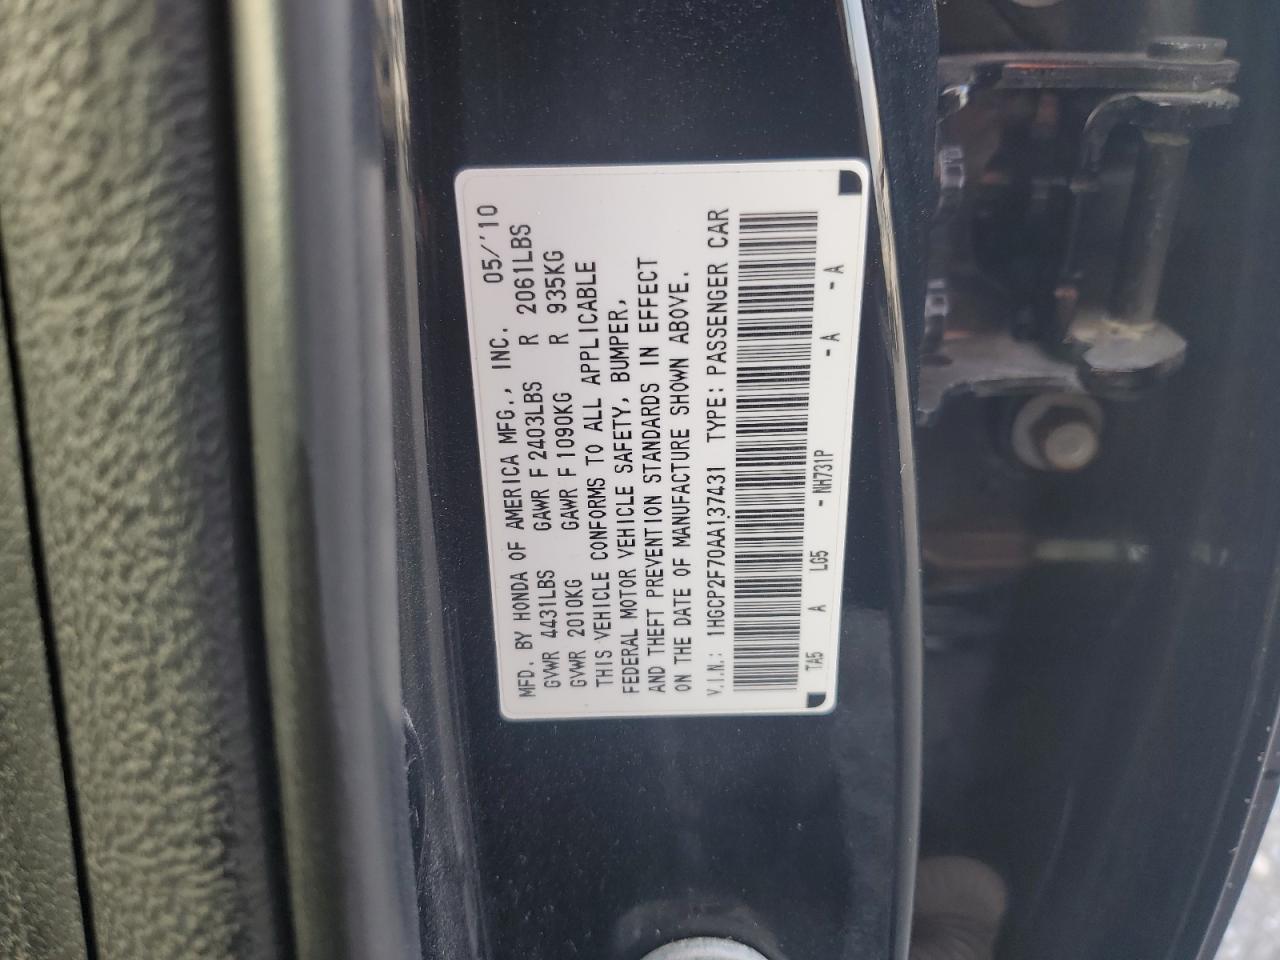 MFD. BY HONDA OF AMERICA MFG., INC. 05/'10
GVWR 4431LBS GAWR F 2403LBS R 2061LBS
GVWR 2010KG GAWR F 1090KG R 935KG
THIS VEHICLE CONFORMS TO ALL APPLICABLE
FEDERAL MOTOR VEHICLE SAFETY, BUMPER,
AND THEFT PREVENTION STANDARDS IN EFFECT
ON THE DATE OF MANUFACTURE SHOWN ABOVE.
V.I.N.: 1HGCP2F70AA137431 TYPE: PASSENGER CAR
TA5 A LG5 - NH731P - A - A